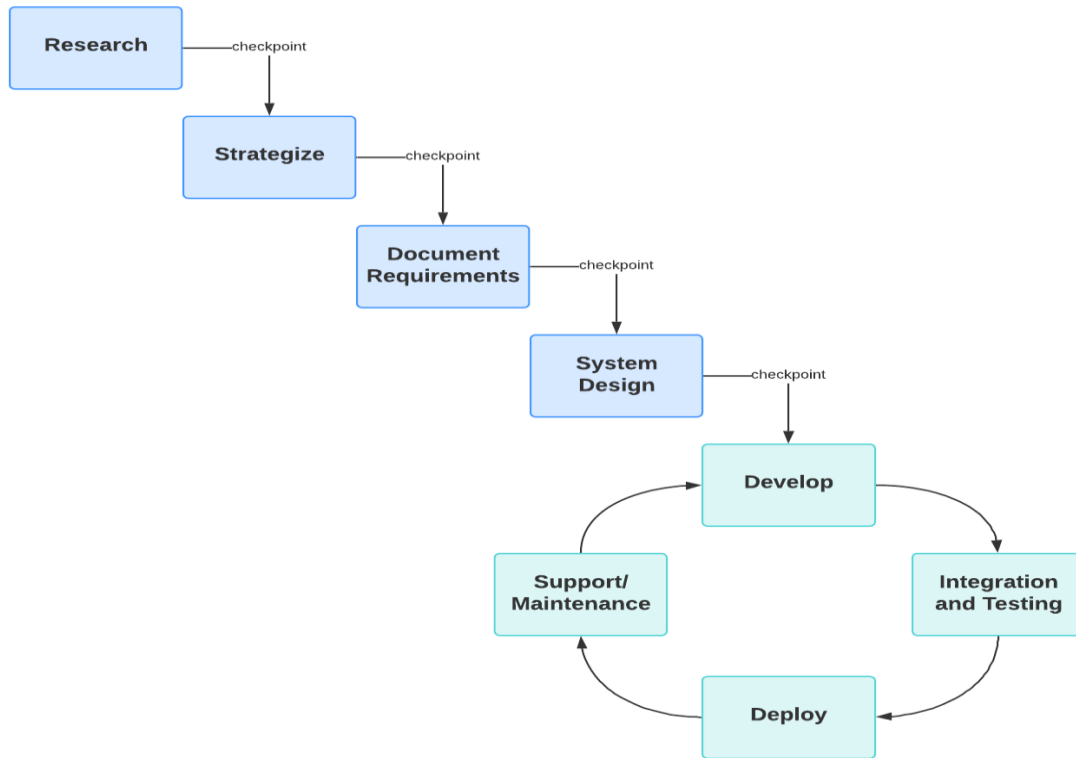 Research
checkpoint
Strategize
checkpoint
Document
Requirements
checkpoint
System
Design
checkpoint
Develop
Support/
Maintenance
Integration
and Testing
Deploy